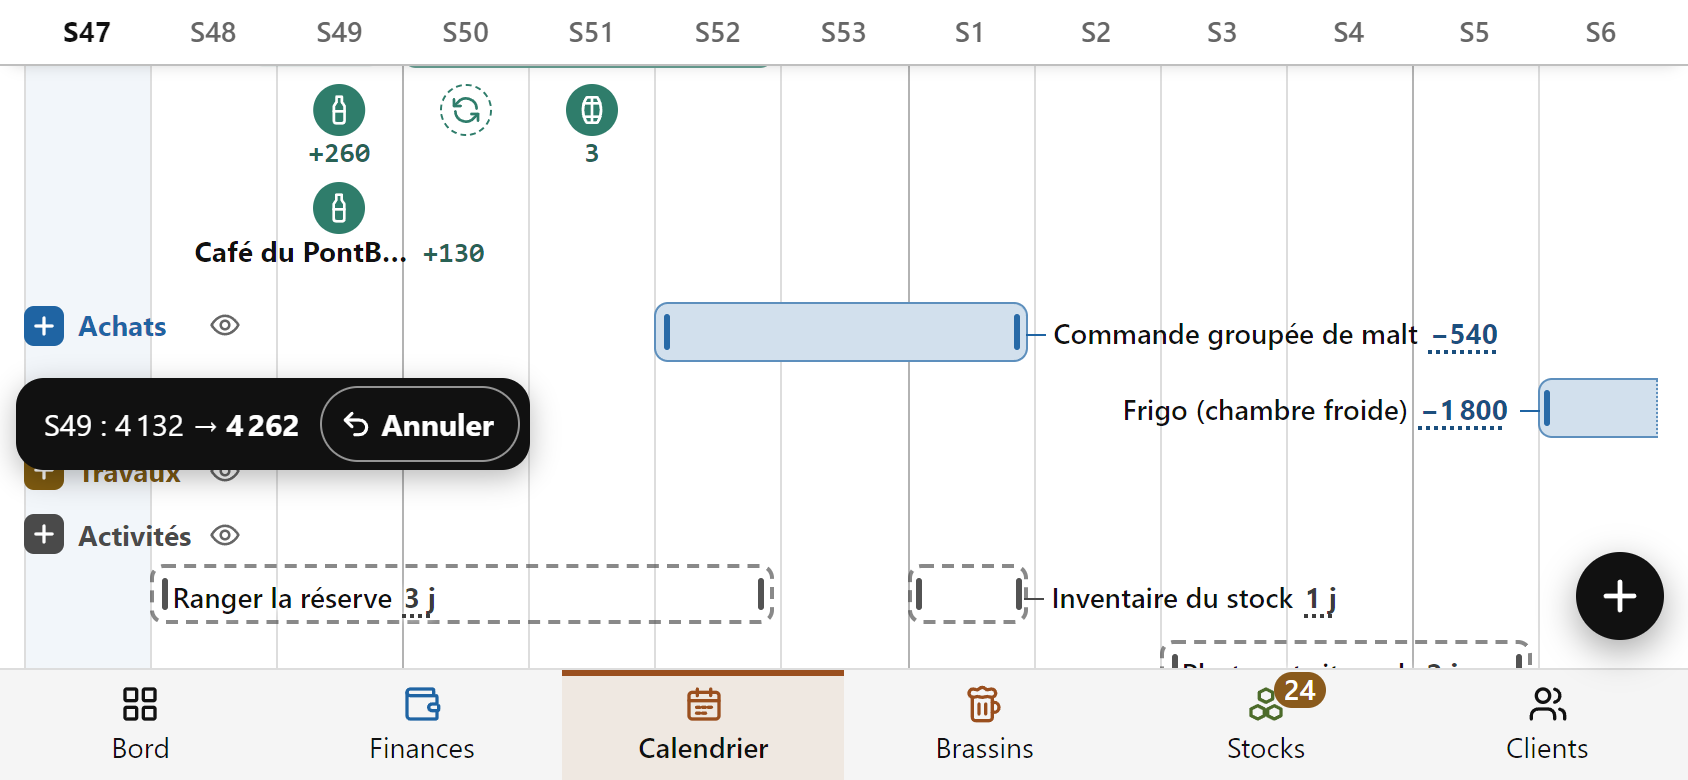 S47 S48 S49 S50 S51 S52 S53 S1 S2 S3 S4 S5 S6
+260 3
Café du PontB... +130
Achats
Commande groupée de malt −540
Frigo (chambre froide) −1 800
S49 : 4 132 → 4 262 Annuler
Travaux
Activités
Ranger la réserve 3 j
Inventaire du stock 1 j
24
Bord Finances Calendrier Brassins Stocks Clients